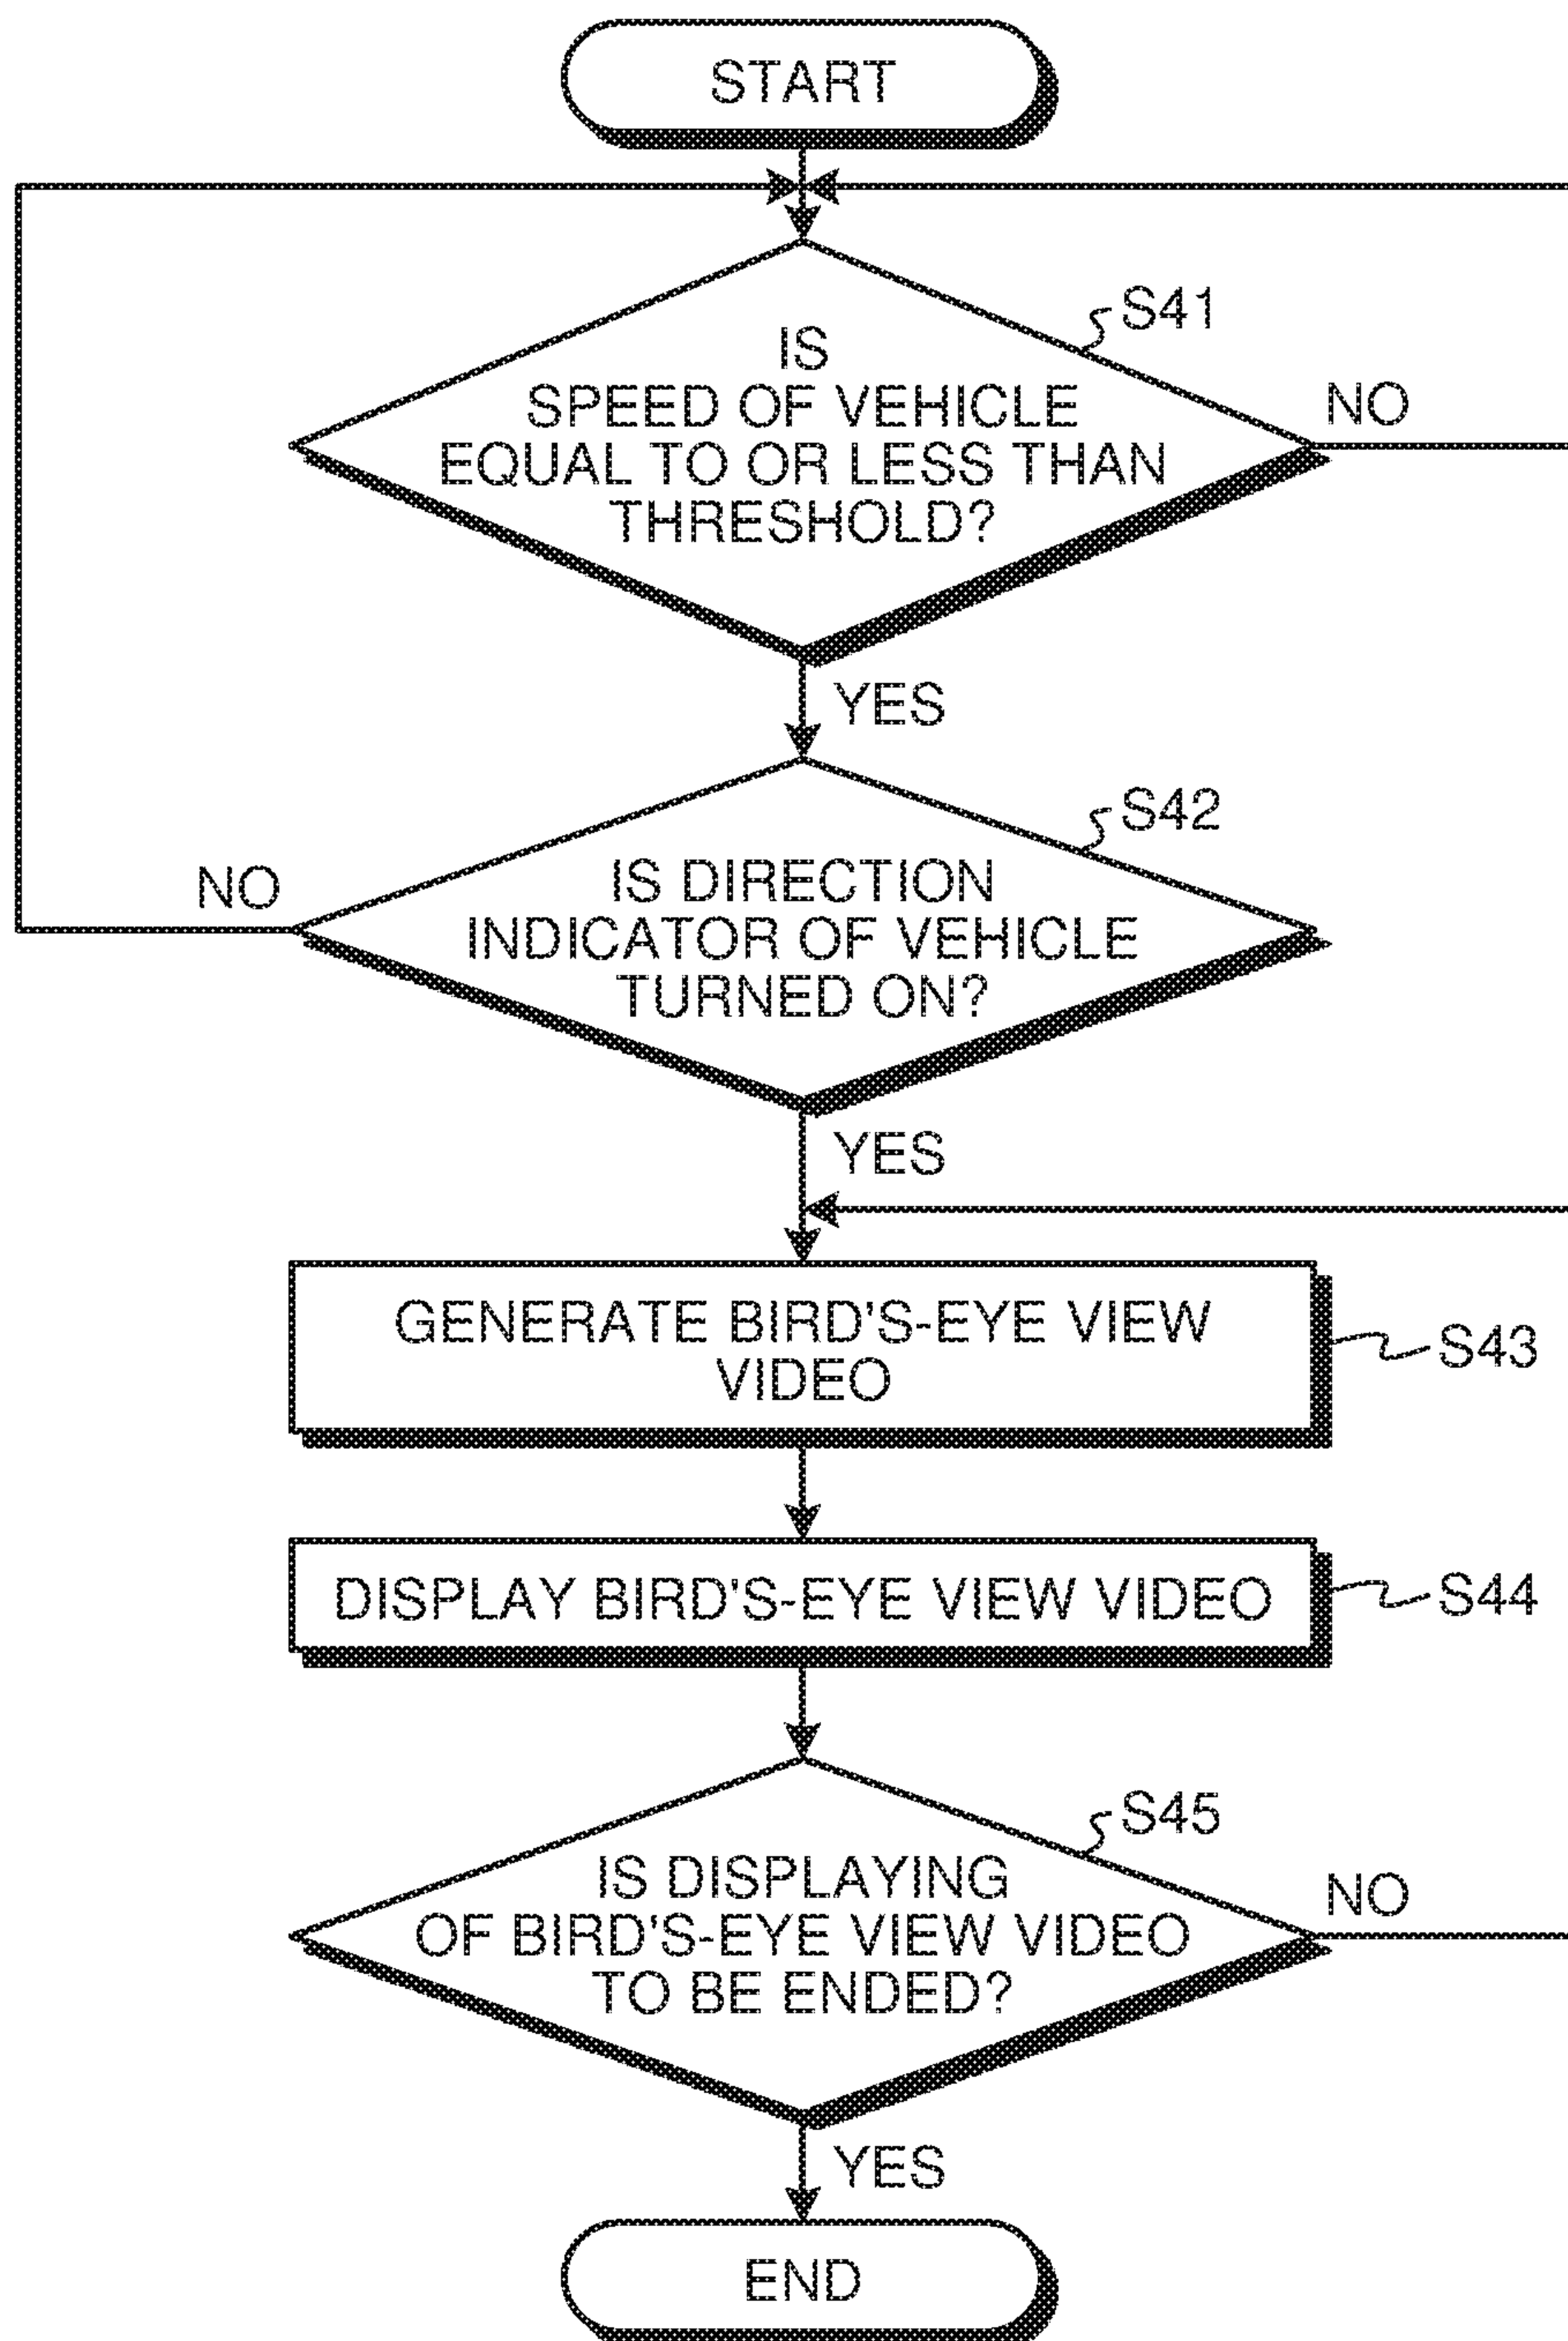 START
S41
IS
SPEED OF VEHICLE
EQUAL TO OR LESS THAN
THRESHOLD?
NO
YES
S42
NO
IS DIRECTION
INDICATOR OF VEHICLE
TURNED ON?
YES
GENERATE BIRD'S-EYE VIEW
VIDEO
S43
DISPLAY BIRD'S-EYE VIEW VIDEO
S44
S45
IS DISPLAYING
OF BIRD'S-EYE VIEW VIDEO
TO BE ENDED?
NO
YES
END